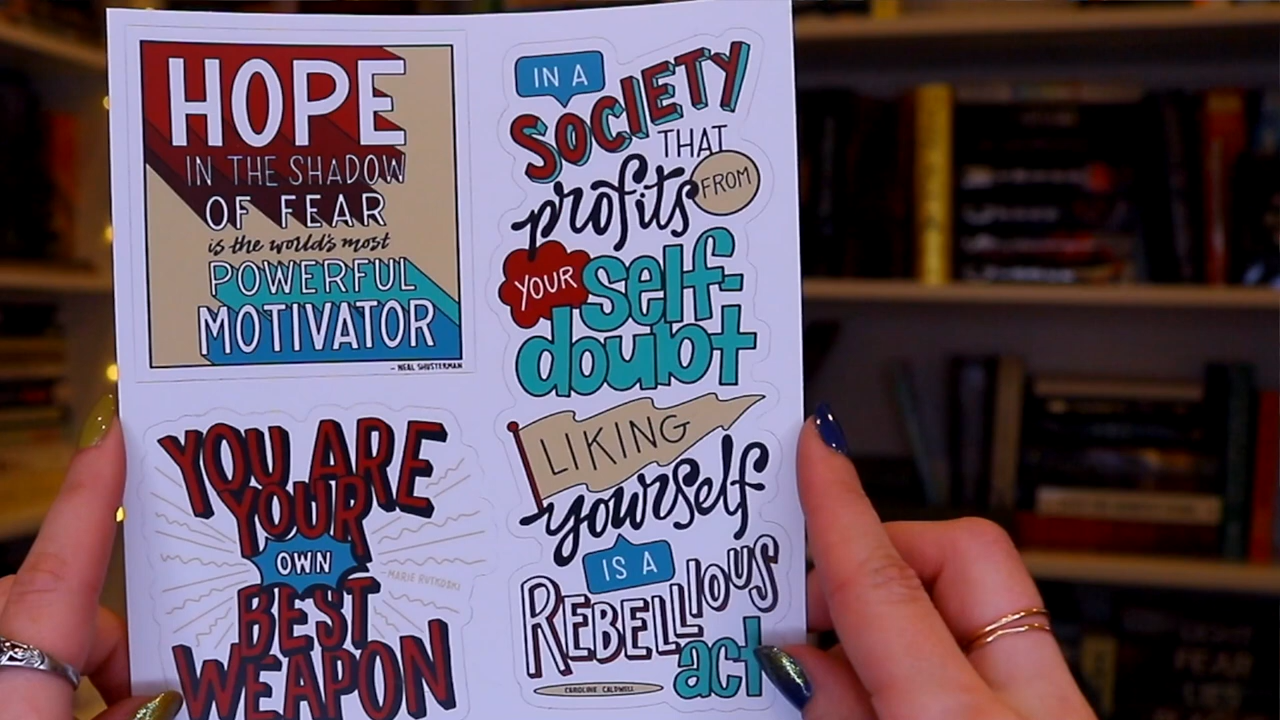 HOPE
IN THE SHADOW
OF FEAR
is the world's most
POWERFUL
MOTIVATOR
- NEAL SHUSTERMAN
YOU ARE
YOUR
OWN
MARIE RUTKOSKI
BEST
WEAPON
IN A
SOCIETY
THAT
profits FROM
YOUR self-
doubt
LIKING
yourself
IS A
REBELLIOUS
act
CAROLINE CALDWELL